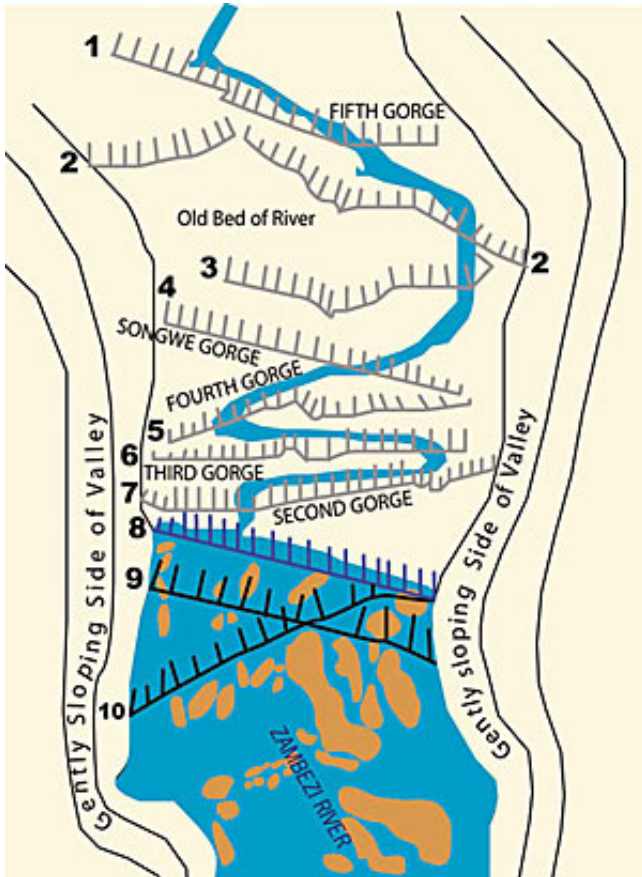 1
FIFTH GORGE
2
Old Bed of River
3
2
4
SONGWE GORGE
FOURTH GORGE
5
6
THIRD GORGE
7
SECOND GORGE
8
9
10
Gently Sloping Side of Valley
Gently sloping Side of Valley
ZAMBEZI RIVER